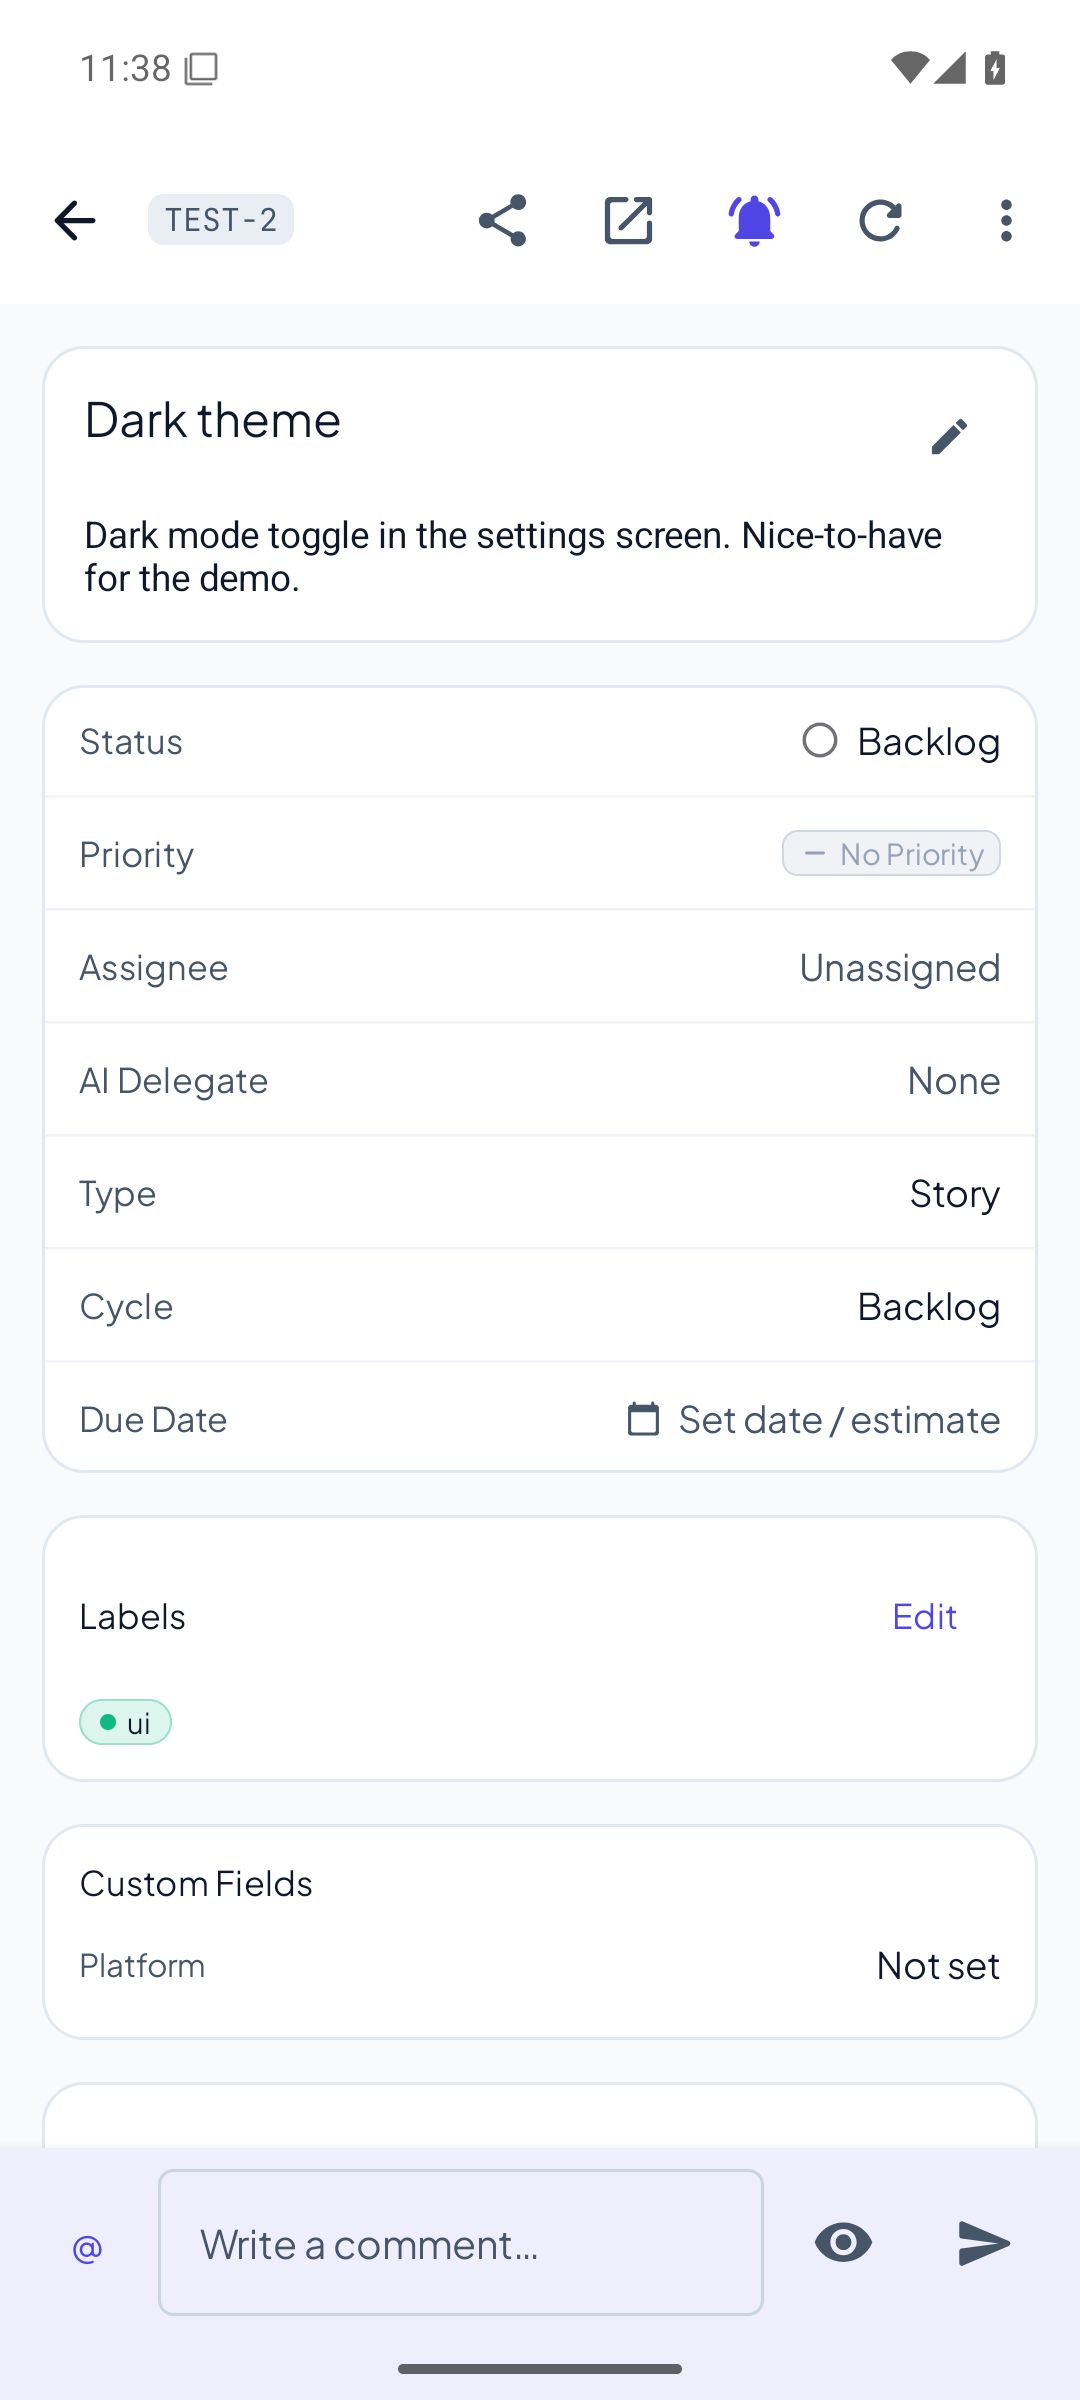 11:38
TEST-2
Dark theme
Dark mode toggle in the settings screen. Nice-to-have
for the demo.
Status
Backlog
Priority
No Priority
Assignee
Unassigned
AI Delegate
None
Type
Story
Cycle
Backlog
Due Date
Set date / estimate
Labels
Edit
ui
Custom Fields
Platform
Not set
@
Write a comment...